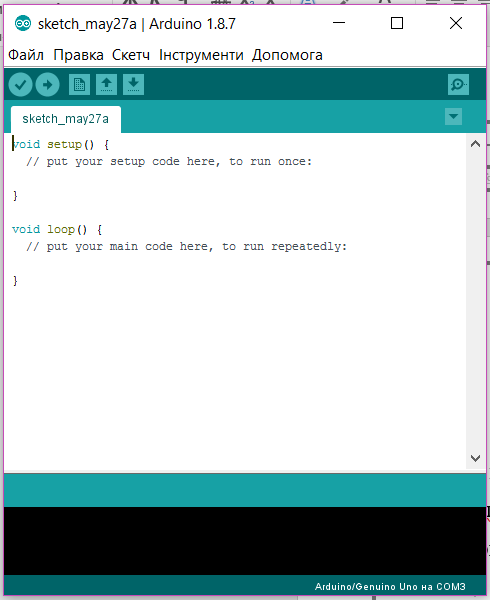 sketch_may27a | Arduino 1.8.7
Файл Правка Скетч Інструменти Допомога
sketch_may27a
void setup() {
  // put your setup code here, to run once:
}
void loop() {
  // put your main code here, to run repeatedly:
}
Arduino/Genuino Uno на COM3